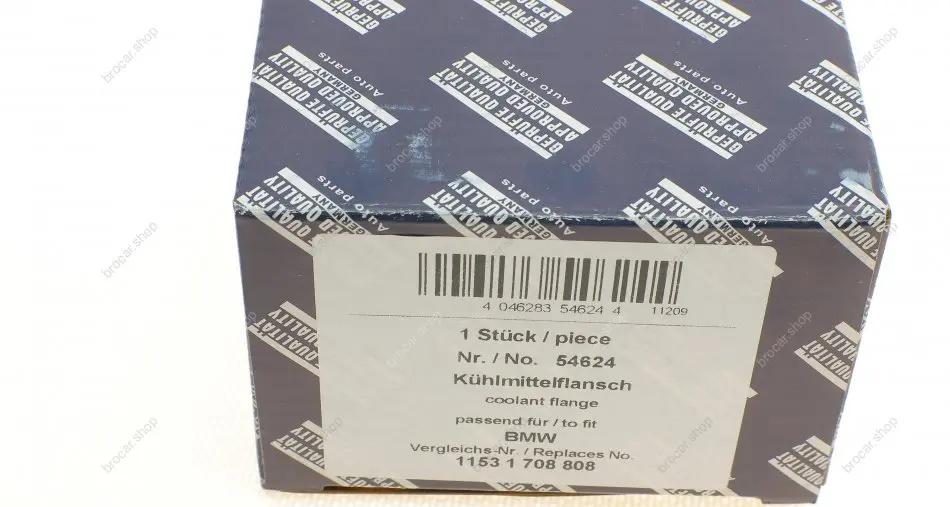 GEPRÜFTE QUALITÄT
APPROVED QUALITY
GERMANY
Auto parts
4 046283 54624 4 11209
1 Stück / piece
Nr. / No. 54624
Kühlmittelflansch
coolant flange
passend für / to fit
BMW
Vergleichs-Nr. / Replaces No.
1153 1 708 808
brocar.shop